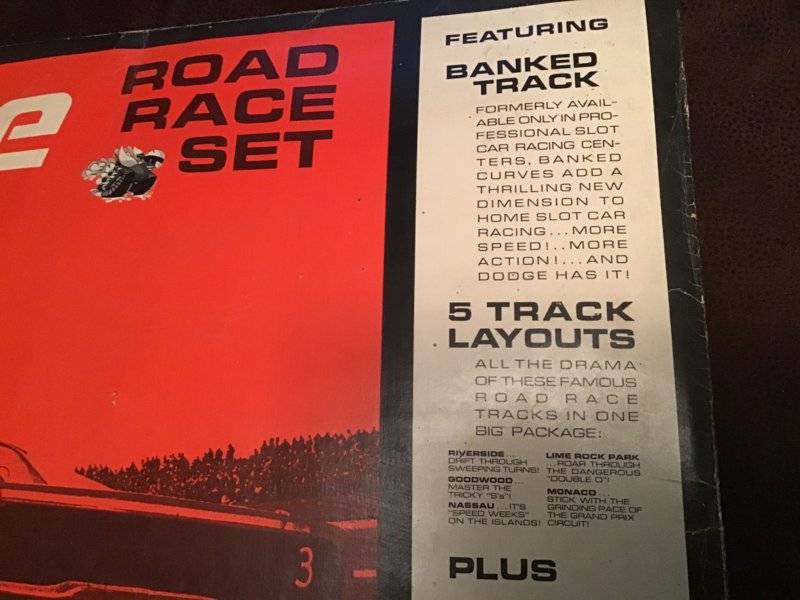 e
ROAD
RACE
SET
FEATURING
BANKED
TRACK
FORMERLY AVAIL-
ABLE ONLY IN PRO-
FESSIONAL SLOT
CAR RACING CEN-
TERS, BANKED
CURVES ADD A
THRILLING NEW
DIMENSION TO
HOME SLOT CAR
RACING...MORE
SPEED!..MORE
ACTION!...AND
DODGE HAS IT!
5 TRACK
LAYOUTS
ALL THE DRAMA
OF THESE FAMOUS
ROAD RACE
TRACKS IN ONE
BIG PACKAGE:
RIVERSIDE...
DRIFT THROUGH
SWEEPING TURNS!
GOODWOOD...
MASTER THE
TRICKY "S's"!
NASSAU...IT'S
"SPEED WEEKS"
ON THE ISLANDS!
LIME ROCK PARK
...ROAR THROUGH
THE DANGEROUS
"DOUBLE O"!
MONACO...
STICK WITH THE
GRINDING PACE OF
THE GRAND PRIX
CIRCUIT!
PLUS
3